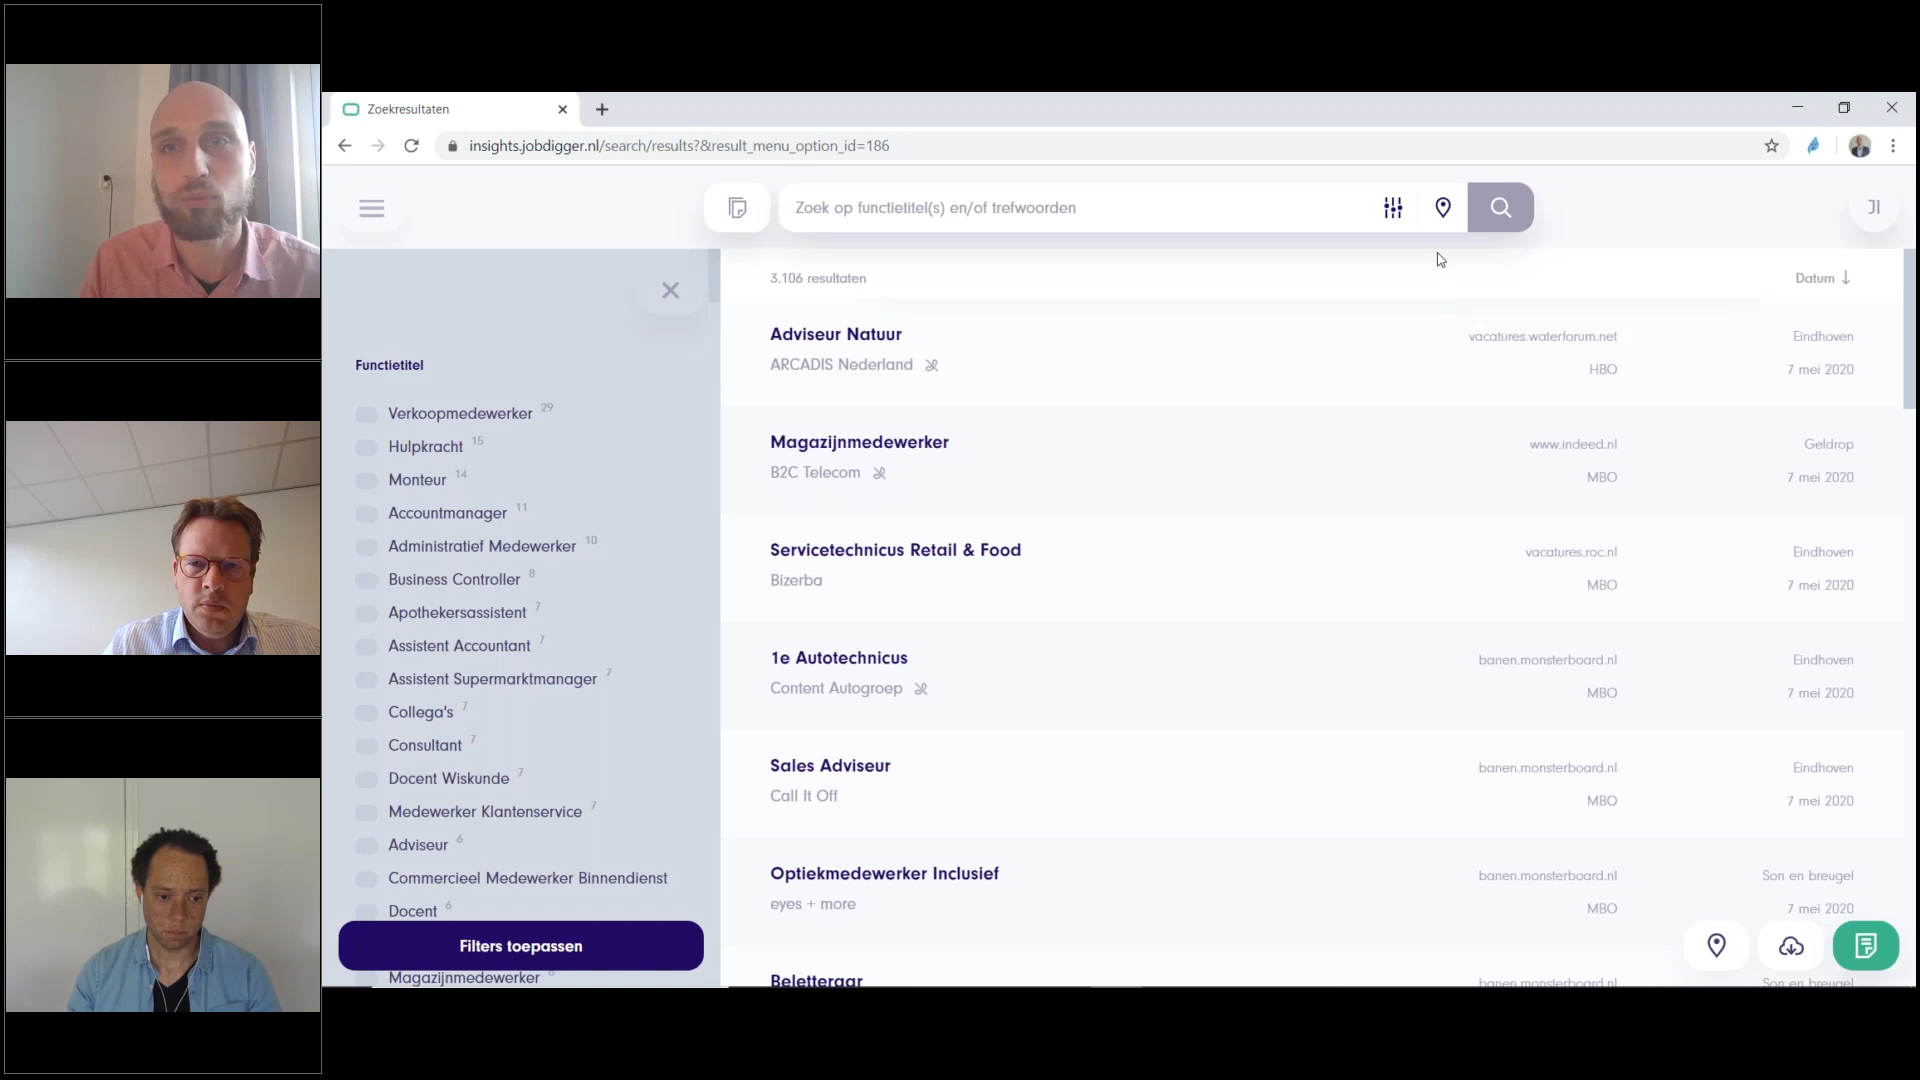 Zoekresultaten
insights.jobdigger.nl/search/results?&result_menu_option_id=186
Zoek op functietitel(s) en/of trefwoorden
JI
Functietitel
Verkoopmedewerker 29
Hulpkracht 15
Monteur 14
Accountmanager 11
Administratief Medewerker 10
Business Controller 8
Apothekersassistent 7
Assistent Accountant 7
Assistent Supermarktmanager 7
Collega's 7
Consultant 7
Docent Wiskunde 7
Medewerker Klantenservice 7
Adviseur 6
Commercieel Medewerker Binnendienst
Docent 6
Filters toepassen
Magazijnmedewerker 6
3.106 resultaten
Datum
Adviseur Natuur
vacatures.waterforum.net
Eindhoven
ARCADIS Nederland
HBO
7 mei 2020
Magazijnmedewerker
www.indeed.nl
Geldrop
B2C Telecom
MBO
7 mei 2020
Servicetechnicus Retail & Food
vacatures.roc.nl
Eindhoven
Bizerba
MBO
7 mei 2020
1e Autotechnicus
banen.monsterboard.nl
Eindhoven
Content Autogroep
MBO
7 mei 2020
Sales Adviseur
banen.monsterboard.nl
Eindhoven
Call It Off
MBO
7 mei 2020
Optiekmedewerker Inclusief
banen.monsterboard.nl
Son en breugel
eyes + more
MBO
7 mei 2020
Beletteraar
banen.monsterboard.nl
Son en breugel